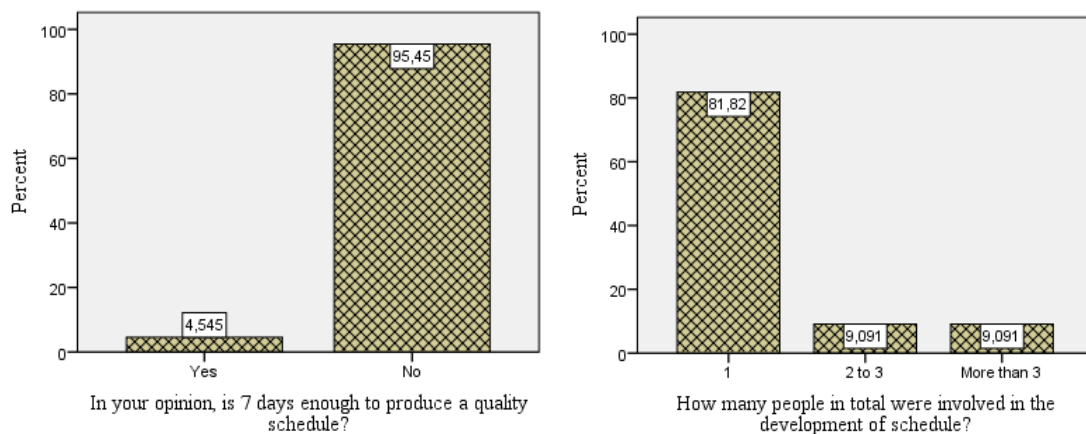 100
80
60
40
20
0
Percent
4,545
95,45
Yes
No
In your opinion, is 7 days enough to produce a quality
schedule?
100
80
60
40
20
0
Percent
81,82
9,091
9,091
1
2 to 3
More than 3
How many people in total were involved in the
development of schedule?